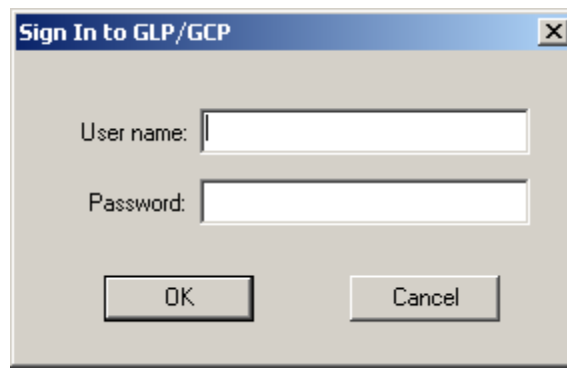 Sign In to GLP/GCP
User name:
Password:
OK
Cancel